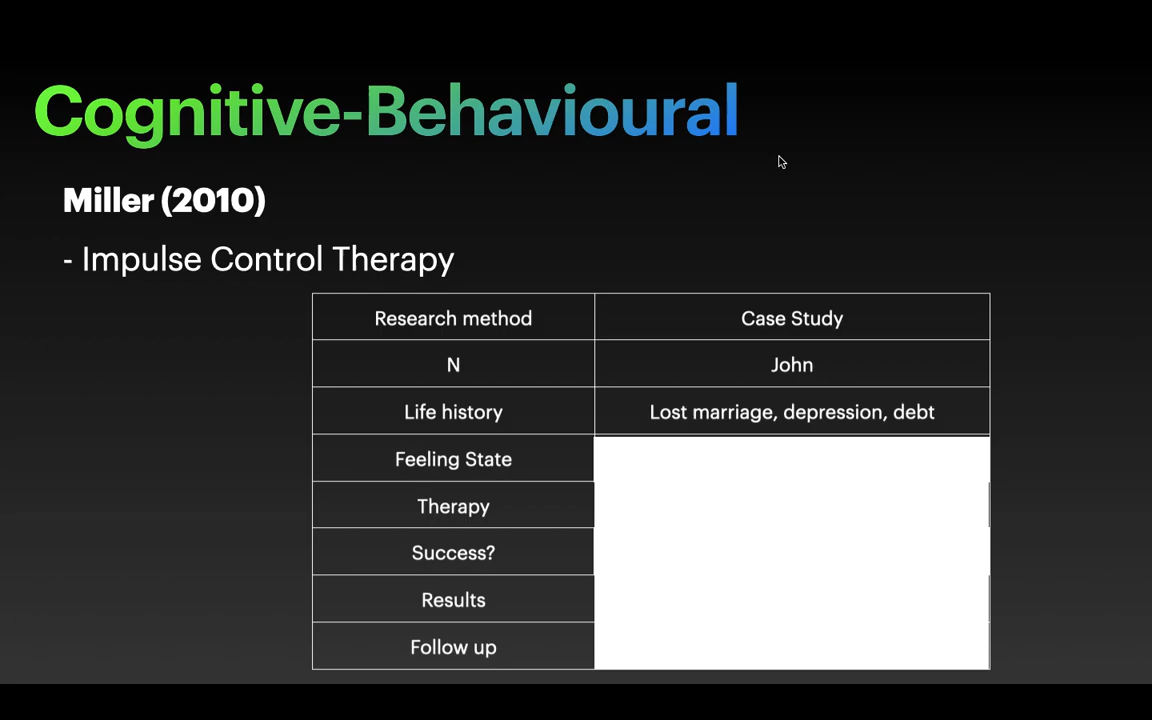 Cognitive-Behavioural
Miller (2010)
- Impulse Control Therapy
Research method Case Study
N John
Life history Lost marriage, depression, debt
Feeling State
Therapy
Success?
Results
Follow up